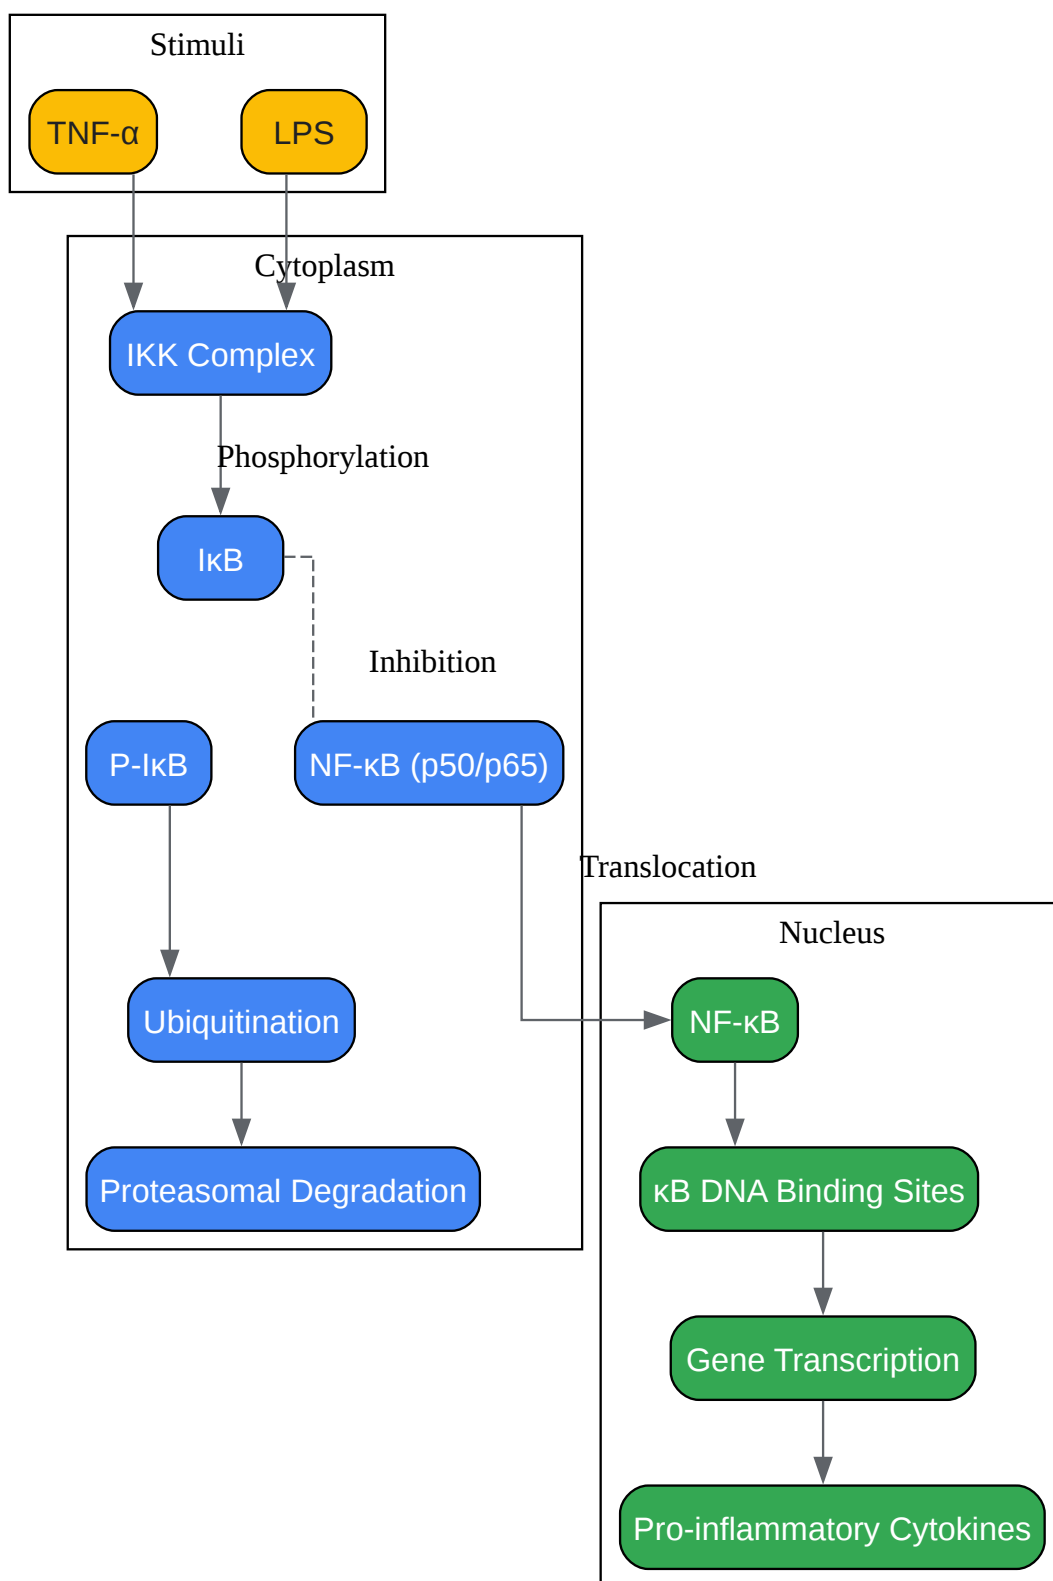 Stimuli
TNF-α
LPS
Cytoplasm
IKK Complex
Phosphorylation
IκB
Inhibition
P-IκB
NF-κB (p50/p65)
Translocation
Nucleus
Ubiquitination
NF-κB
Proteasomal Degradation
κB DNA Binding Sites
Gene Transcription
Pro-inflammatory Cytokines